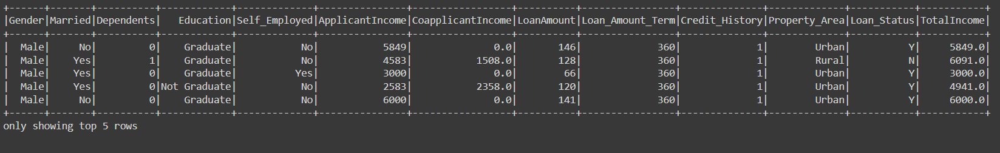 +------+-------+----------+------------+-------------+---------------+-----------------+----------+----------------+--------------+-------------+-----------+-----------+
|Gender|Married|Dependents|   Education|Self_Employed|ApplicantIncome|CoapplicantIncome|LoanAmount|Loan_Amount_Term|Credit_History|Property_Area|Loan_Status|TotalIncome|
+------+-------+----------+------------+-------------+---------------+-----------------+----------+----------------+--------------+-------------+-----------+-----------+
|  Male|     No|         0|    Graduate|           No|           5849|              0.0|       146|             360|             1|        Urban|          Y|     5849.0|
|  Male|    Yes|         1|    Graduate|           No|           4583|           1508.0|       128|             360|             1|        Rural|          N|     6091.0|
|  Male|    Yes|         0|    Graduate|          Yes|           3000|              0.0|        66|             360|             1|        Urban|          Y|     3000.0|
|  Male|    Yes|         0|Not Graduate|           No|           2583|           2358.0|       120|             360|             1|        Urban|          Y|     4941.0|
|  Male|     No|         0|    Graduate|           No|           6000|              0.0|       141|             360|             1|        Urban|          Y|     6000.0|
+------+-------+----------+------------+-------------+---------------+-----------------+----------+----------------+--------------+-------------+-----------+-----------+
only showing top 5 rows